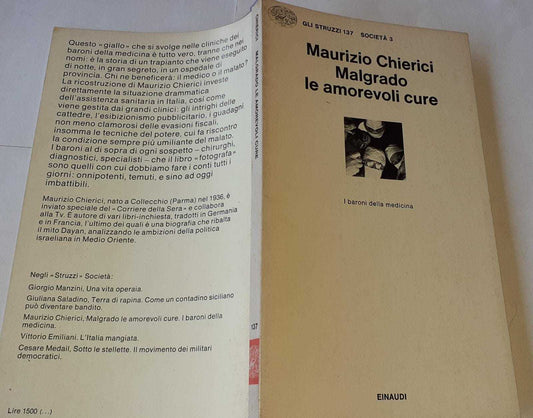 Questo «giallo» che si svolge nelle cliniche dei
baroni della medicina è tutto vero, tranne che nei
nomi: è la storia di un trapianto che viene eseguito
di notte, in gran segreto, in un ospedale di
provincia. Chi ne beneficerà: il medico o il malato?
La ricostruzione di Maurizio Chierici investe
direttamente la situazione drammatica
dell'assistenza sanitaria in Italia, così come
viene gestita dai grandi clinici: gli intrighi delle
cattedre, l'esibizionismo pubblicitario, i guadagni
non meno clamorosi delle evasioni fiscali,
insomma le tecniche del potere, cui fa riscontro
la condizione sempre più umiliante del malato.
I baroni al di sopra di ogni sospetto – chirurghi,
diagnostici, specialisti – che il libro «fotografa»
sono quelli con cui dobbiamo fare i conti tutti i
giorni: onnipotenti, temuti, e sino ad oggi
imbattibili.
Maurizio Chierici, nato a Collecchio (Parma) nel 1936, è
inviato speciale del «Corriere della Sera» e collabora
alla Tv. È autore di vari libri-inchiesta, tradotti in Germania
e in Francia, l'ultimo dei quali è una biografia che ribalta
il mito Dayan, analizzando le ambizioni della politica
israeliana in Medio Oriente.
Negli «Struzzi» Società:
Giorgio Manzini, Una vita operaia.
Giuliana Saladino, Terra di rapina. Come un contadino siciliano
può diventare bandito.
Maurizio Chierici, Malgrado le amorevoli cure. I baroni della
medicina.
Vittorio Emiliani, L'Italia mangiata.
Cesare Medail, Sotto le stellette. Il movimento dei militari
democratici.
Lire 1500 (...)
CHIERICI MALGRADO LE AMOREVOLI CURE
137
GLI STRUZZI 137 SOCIETÀ 3
Maurizio Chierici
Malgrado
le amorevoli cure
I baroni della medicina
EINAUDI